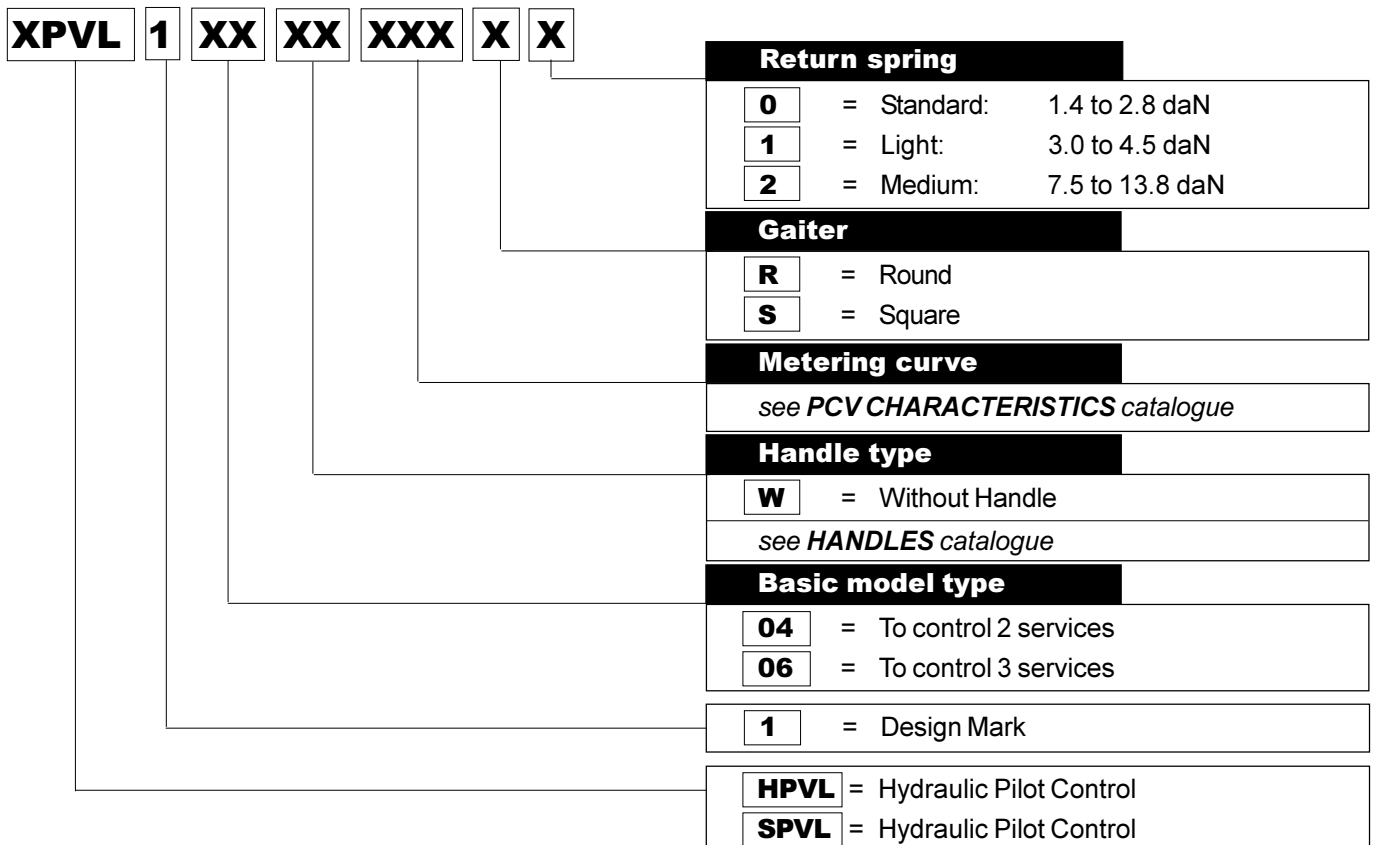 XPVL 1 XX XX XXX X X
Return spring
0 = Standard: 1.4 to 2.8 daN
1 = Light: 3.0 to 4.5 daN
2 = Medium: 7.5 to 13.8 daN
Gaiter
R = Round
S = Square
Metering curve
see PCV CHARACTERISTICS catalogue
Handle type
W = Without Handle
see HANDLES catalogue
Basic model type
04 = To control 2 services
06 = To control 3 services
1 = Design Mark
HPVL = Hydraulic Pilot Control
SPVL = Hydraulic Pilot Control